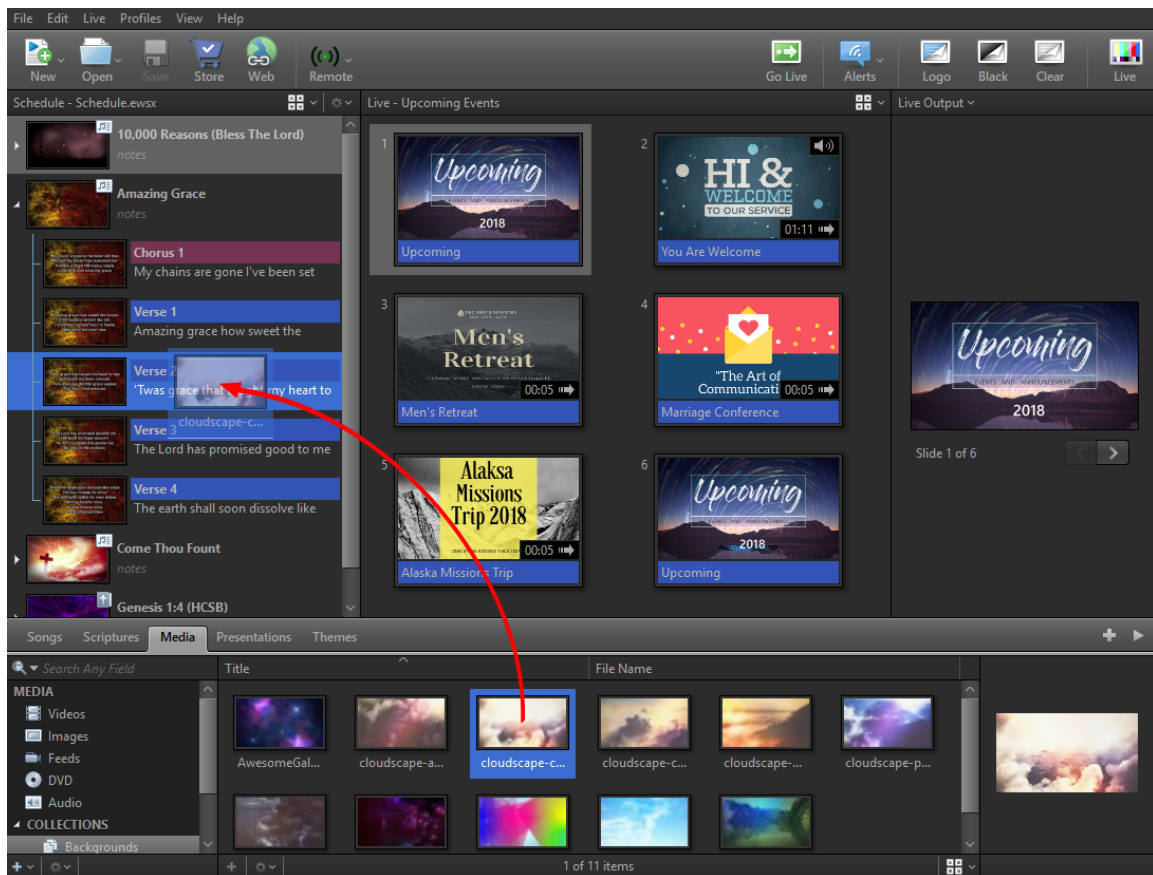 File Edit Live Profiles View Help
New Open Save Store Web Remote Go Live Alerts Logo Black Clear Live
Schedule - Schedule.ewsx
Live - Upcoming Events
Live Output
10,000 Reasons (Bless The Lord)
notes
Amazing Grace
notes
Chorus 1
My chains are gone I've been set
Verse 1
Amazing grace how sweet the
Verse 2
'Twas grace that my heart to
cloudscape-c...
Verse 3
The Lord has promised good to me
Verse 4
The earth shall soon dissolve like
Come Thou Fount
notes
Genesis 1:4 (HCSB)
1
Upcoming
EVENTS AND ANNOUNCEMENTS
2018
Upcoming
2
HI &
WELCOME
TO OUR SERVICE
01:11
You Are Welcome
3
Men's
Retreat
00:05
Men's Retreat
4
"The Art of
Communicati
00:05
Marriage Conference
5
Alaksa
Missions
Trip 2018
00:05
Alaska Missions Trip
6
Upcoming
EVENTS AND ANNOUNCEMENTS
2018
Upcoming
Upcoming
EVENTS AND ANNOUNCEMENTS
2018
Slide 1 of 6
Songs Scriptures Media Presentations Themes
Search Any Field
Title
File Name
MEDIA
Videos
Images
Feeds
DVD
Audio
COLLECTIONS
Backgrounds
AwesomeGal...
cloudscape-a...
cloudscape-c...
cloudscape-c...
cloudscape-...
cloudscape-p...
1 of 11 items